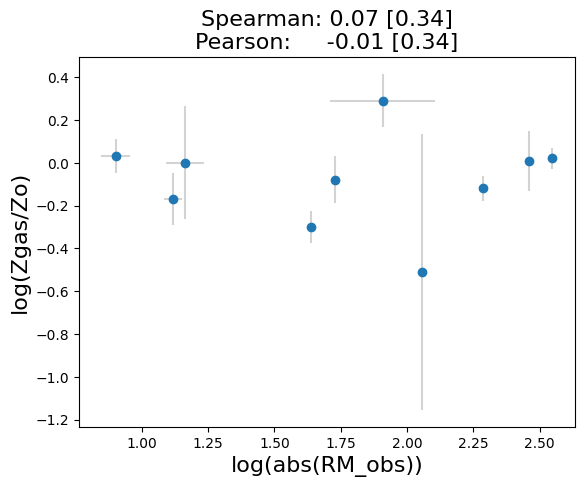 Spearman: 0.07 [0.34]
Pearson: -0.01 [0.34]
log(Zgas/Zo)
0.4
0.2
0.0
−0.2
−0.4
−0.6
−0.8
−1.0
−1.2
1.00 1.25 1.50 1.75 2.00 2.25 2.50
log(abs(RM_obs))